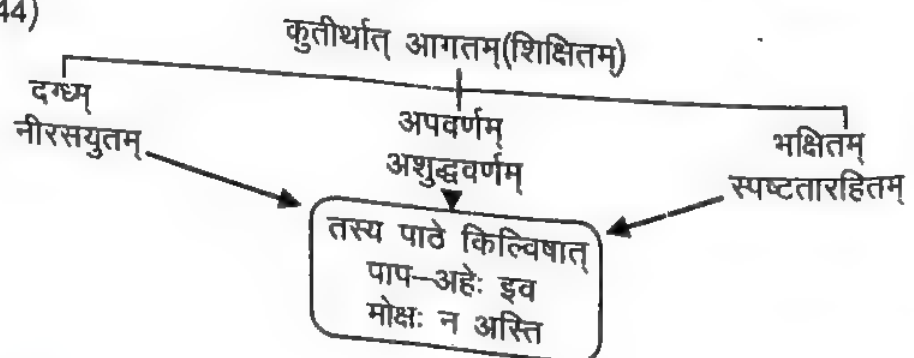 44)
कुतीर्थात् आगतम्(शिक्षितम्)
दग्धम्
नीरसयुतम्
अपवर्णम्
अशुद्धवर्णम्
भक्षितम्
स्पष्टतारहितम्
तस्य पाठे किल्विषात्
पाप-अहेः इव
मोक्षः न अस्ति